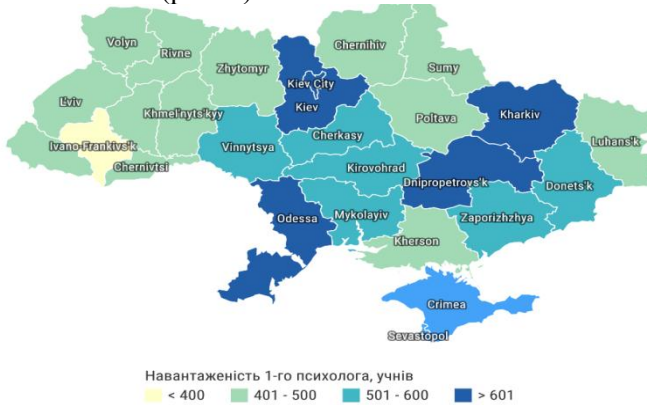 Volyn
Rivne
Zhytomyr
Chernihiv
Sumy
Kiev City
Kiev
L'viv
Khmel'nyts'kyy
Poltava
Kharkiv
Luhans'k
Cherkasy
Ivano-Frankivs'k
Vinnytsya
Chernivtsi
Kirovohrad
Dnipropetrovs'k
Donets'k
Odessa
Mykolayiv
Zaporizhzhya
Kherson
Crimea
Sevastopol
Навантаженість 1-го психолога, учнів
< 400 401 - 500 501 - 600 > 601